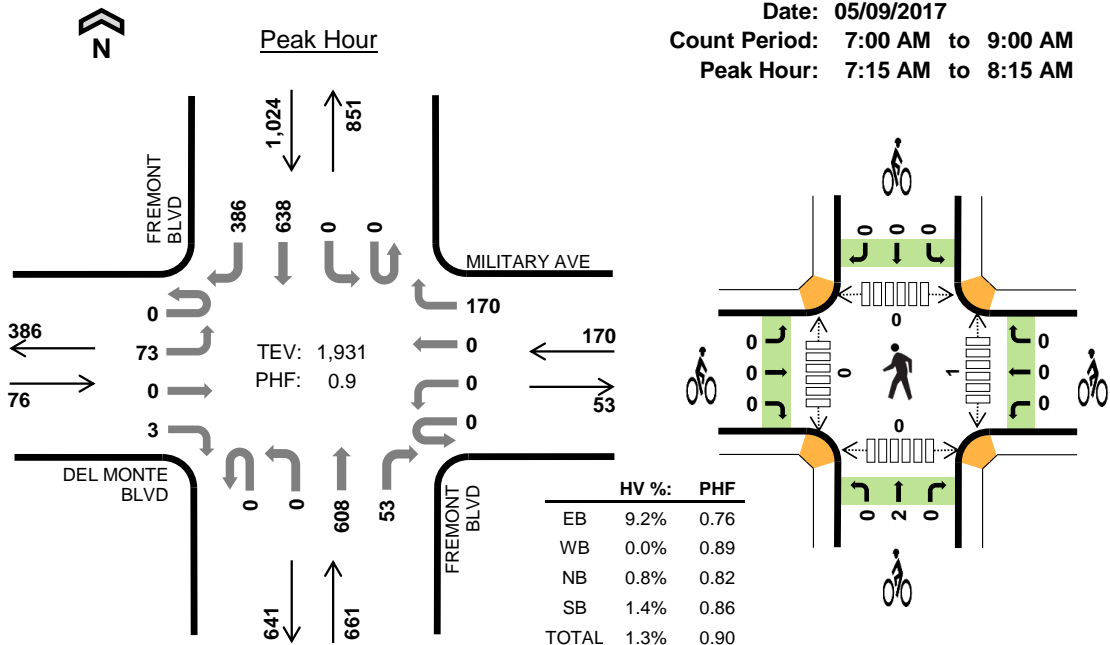 Date: 05/09/2017
Count Period: 7:00 AM to 9:00 AM
Peak Hour: 7:15 AM to 8:15 AM
N
Peak Hour
1,024
851
FREMONT
BLVD
386
638
0
0
MILITARY AVE
0
73
0
3
386
76
TEV: 1,931
PHF: 0.9
170
0
0
0
170
53
DEL MONTE
BLVD
0
0
608
53
FREMONT
BLVD
641
661
0
0
0
0
0
0
0
0
0
1
0
0
0
0
0
2
0
HV %: PHF
EB 9.2% 0.76
WB 0.0% 0.89
NB 0.8% 0.82
SB 1.4% 0.86
TOTAL 1.3% 0.90